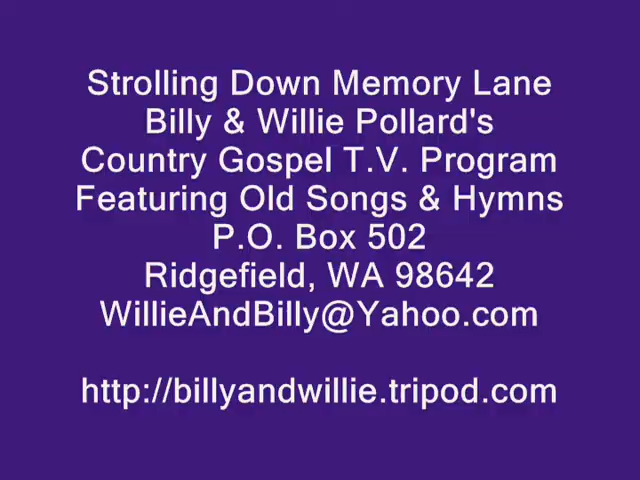 Strolling Down Memory Lane
Billy & Willie Pollard's
Country Gospel T.V. Program
Featuring Old Songs & Hymns
P.O. Box 502
Ridgefield, WA 98642
WillieAndBilly@Yahoo.com
http://billyandwillie.tripod.com